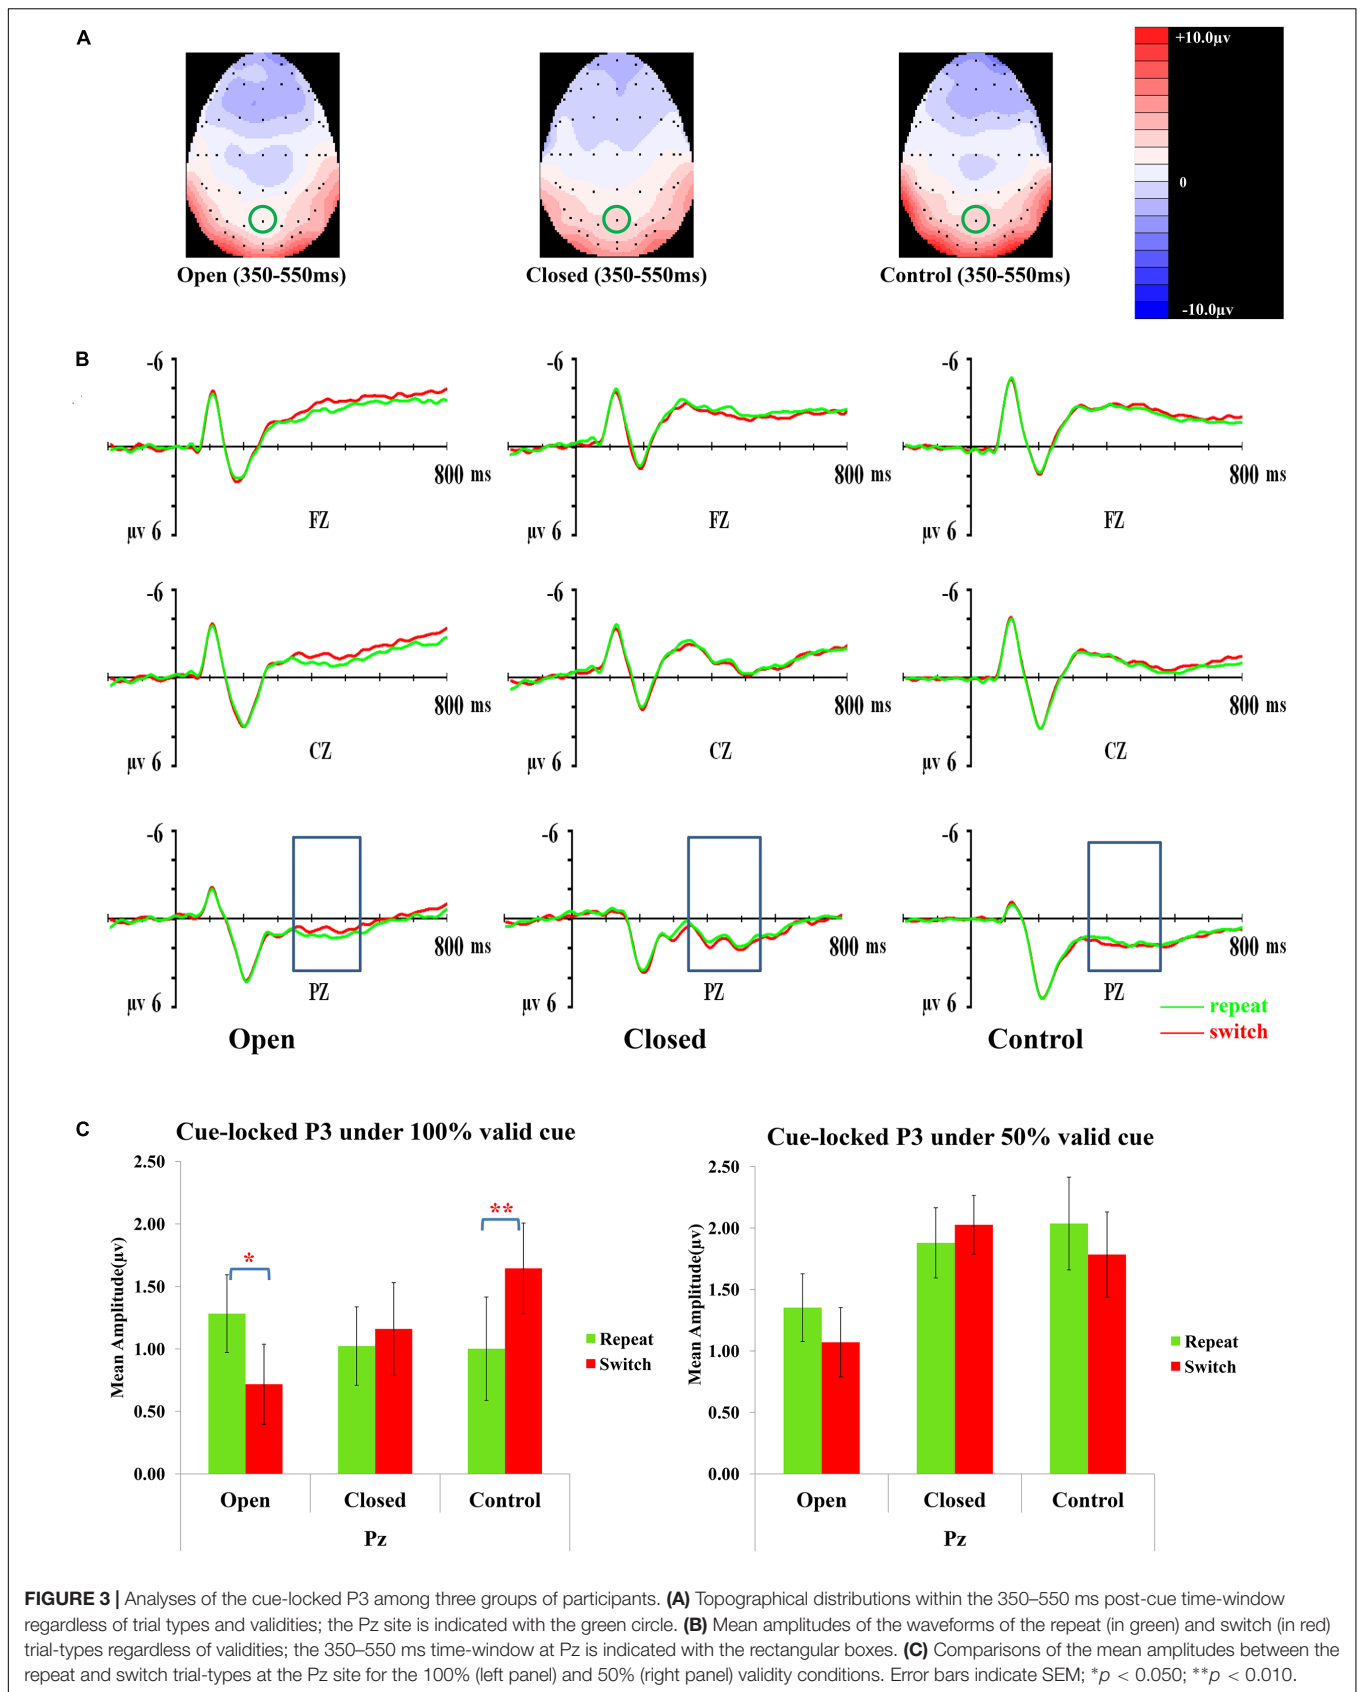 A
+10.0μv
0
-10.0μv
Open (350-550ms)
Closed (350-550ms)
Control (350-550ms)
B
-6
-6
-6
800 ms
800 ms
800 ms
μv 6
FZ
μv 6
FZ
μv 6
FZ
-6
-6
-6
800 ms
800 ms
800 ms
μv 6
CZ
μv 6
CZ
μv 6
CZ
-6
-6
-6
800 ms
800 ms
800 ms
μv 6
PZ
μv 6
PZ
μv 6
PZ
repeat
switch
Open
Closed
Control
C
Cue-locked P3 under 100% valid cue
Mean Amplitude(μv)
2.50
2.00
1.50
1.00
0.50
0.00
*
**
Repeat
Switch
Open
Closed
Control
Pz
Cue-locked P3 under 50% valid cue
Mean Amplitude(μv)
2.50
2.00
1.50
1.00
0.50
0.00
Repeat
Switch
Open
Closed
Control
Pz
FIGURE 3 | Analyses of the cue-locked P3 among three groups of participants. (A) Topographical distributions within the 350–550 ms post-cue time-window
regardless of trial types and validities; the Pz site is indicated with the green circle. (B) Mean amplitudes of the waveforms of the repeat (in green) and switch (in red)
trial-types regardless of validities; the 350–550 ms time-window at Pz is indicated with the rectangular boxes. (C) Comparisons of the mean amplitudes between the
repeat and switch trial-types at the Pz site for the 100% (left panel) and 50% (right panel) validity conditions. Error bars indicate SEM; *p < 0.050; **p < 0.010.